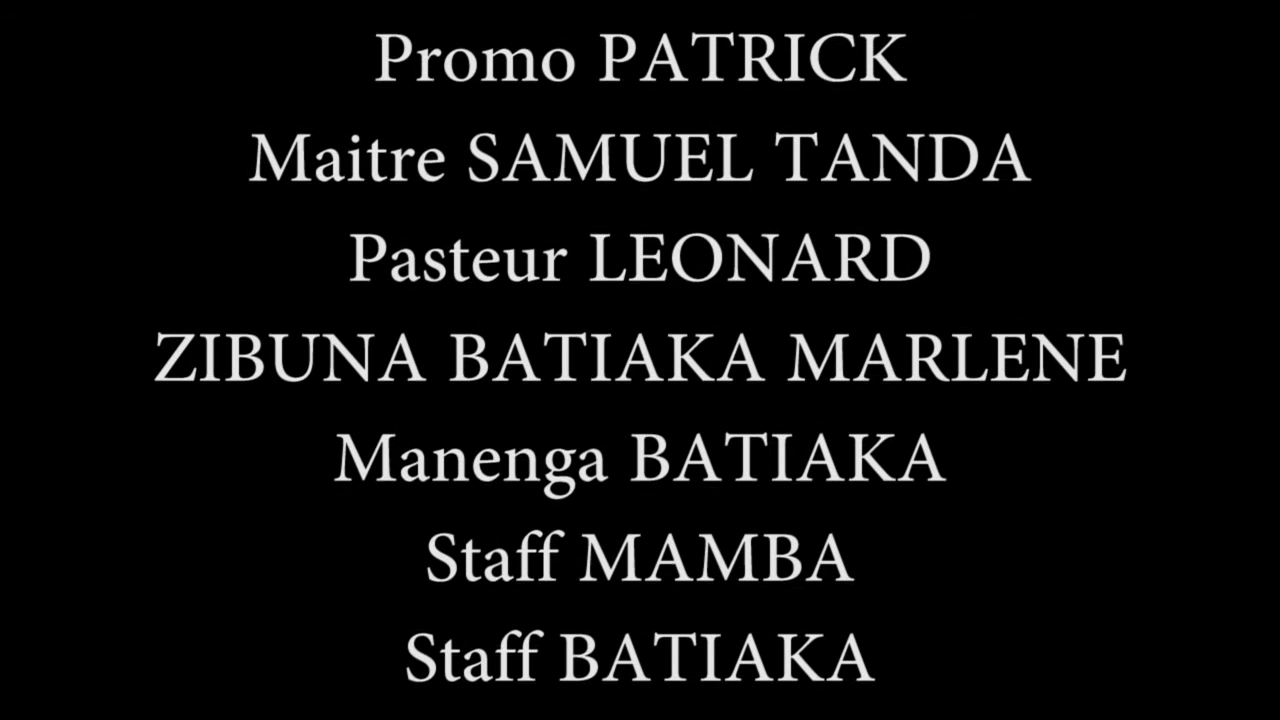 Promo PATRICK
Maitre SAMUEL TANDA
Pasteur LEONARD
ZIBUNA BATIAKA MARLENE
Manenga BATIAKA
Staff MAMBA
Staff BATIAKA